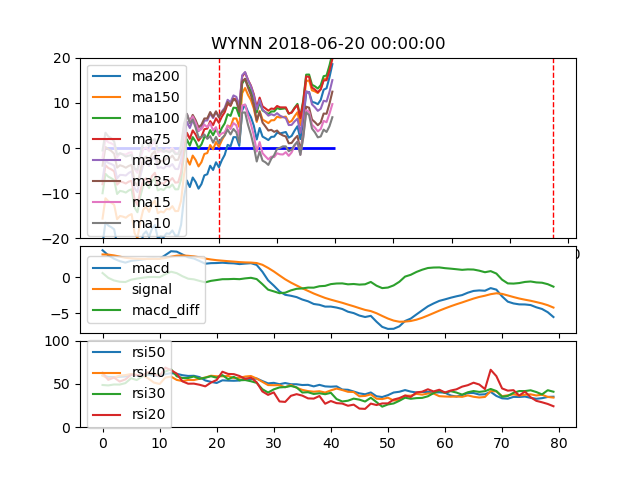 WYNN 2018-06-20 00:00:00
20
10
0
−10
−20
ma200
ma150
ma100
ma75
ma50
ma35
ma15
ma10
0
0
−5
macd
signal
macd_diff
100
50
0
rsi50
rsi40
rsi30
rsi20
0 10 20 30 40 50 60 70 80